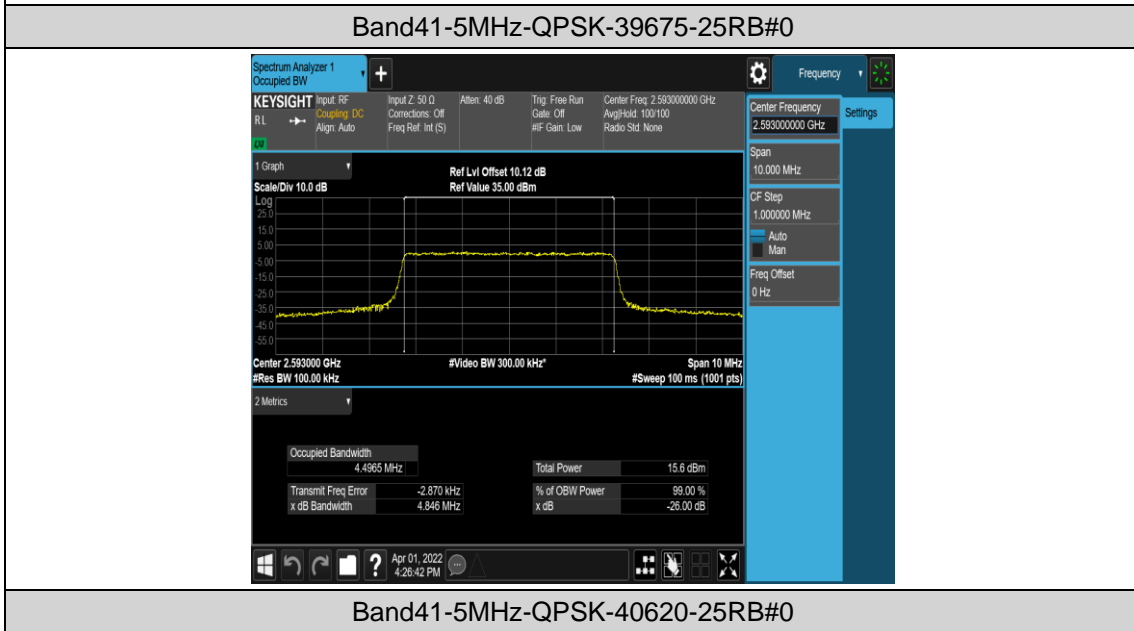 Band41-5MHz-QPSK-39675-25RB#0
Spectrum Analyzer 1
Occupied BW
+
Frequency
KEYSIGHT
RL
LXI
Input: RF
Coupling: DC
Align: Auto
Input Z: 50 Ω
Corrections: Off
Freq Ref: Int (S)
Atten: 40 dB
Trig: Free Run
Gate: Off
#IF Gain: Low
Center Freq: 2.593000000 GHz
Avg|Hold: 100/100
Radio Std: None
Center Frequency
2.593000000 GHz
Settings
Span
10.000 MHz
CF Step
1.000000 MHz
Auto
Man
Freq Offset
0 Hz
1 Graph
Ref Lvl Offset 10.12 dB
Scale/Div 10.0 dB
Ref Value 35.00 dBm
Log
25.0
15.0
5.00
-5.00
-15.0
-25.0
-35.0
-45.0
-55.0
Center 2.593000 GHz
#Video BW 300.00 kHz*
Span 10 MHz
#Res BW 100.00 kHz
#Sweep 100 ms (1001 pts)
2 Metrics
Occupied Bandwidth
4.4965 MHz
Total Power 15.6 dBm
Transmit Freq Error -2.870 kHz
% of OBW Power 99.00 %
x dB Bandwidth 4.846 MHz
x dB -26.00 dB
?
Apr 01, 2022
4:26:42 PM
Band41-5MHz-QPSK-40620-25RB#0